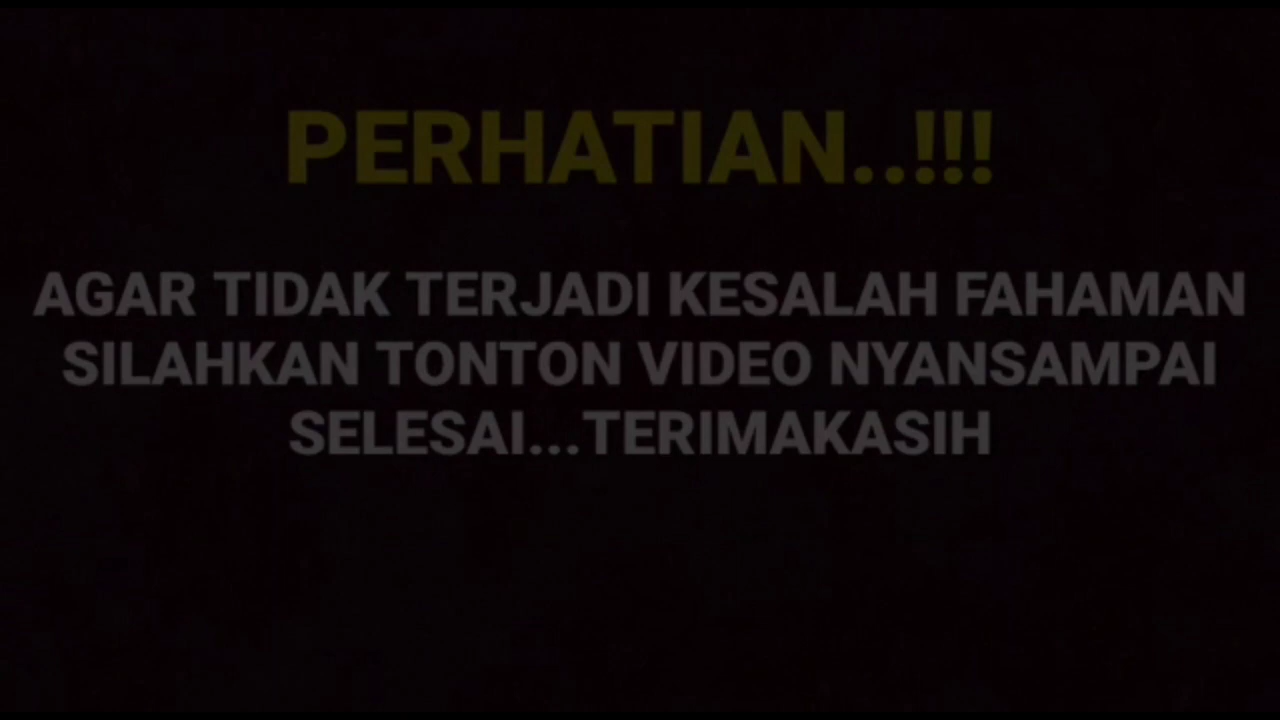 PERHATIAN..!!!
AGAR TIDAK TERJADI KESALAH FAHAMAN
SILAHKAN TONTON VIDEO NYANSAMPAI
SELESAI...TERIMAKASIH